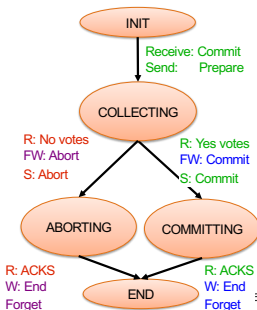 INIT
Receive: Commit
Send: Prepare
COLLECTING
R: No votes
FW: Abort
S: Abort
R: Yes votes
FW: Commit
S: Commit
ABORTING
COMMITTING
R: ACKS
W: End
Forget
R: ACKS
W: End
Forget
END